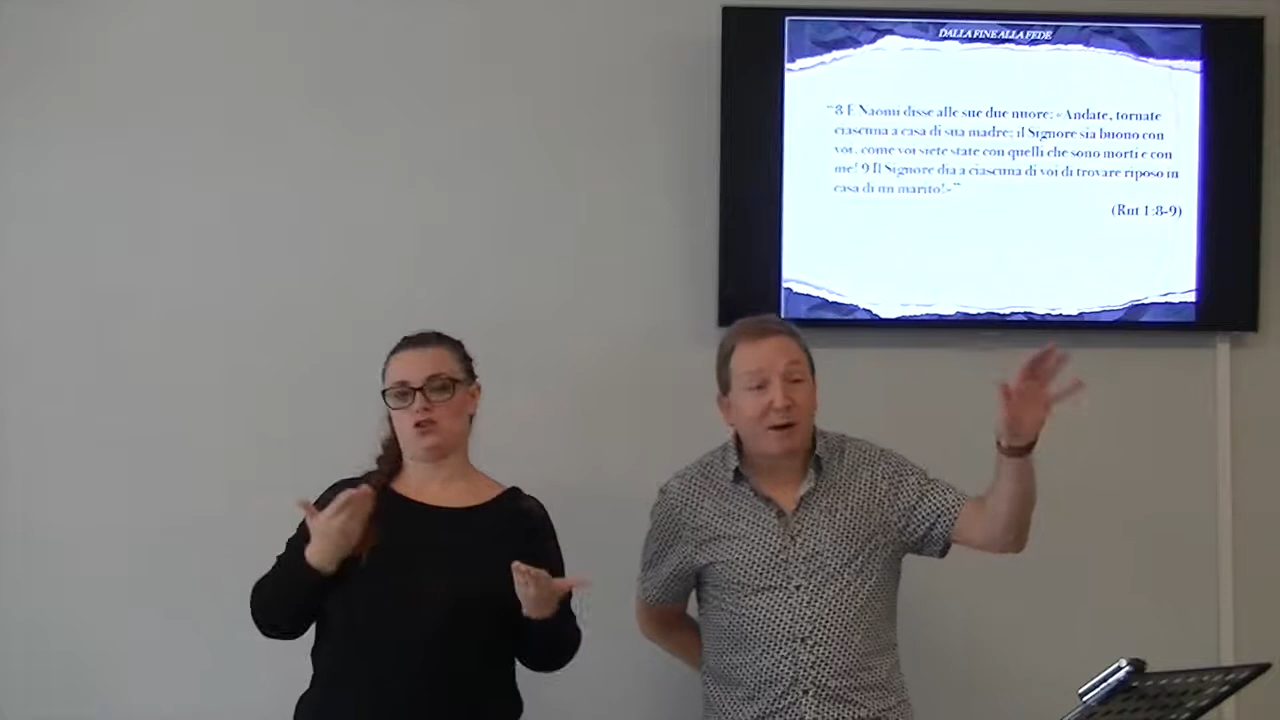 DALLA FINE ALLA FEDE
“8 E Naomi disse alle sue due nuore: «Andate, tornate
ciascuna a casa di sua madre; il Signore sia buono con
voi, come voi siete state con quelli che sono morti e con
me! 9 Il Signore dia a ciascuna di voi di trovare riposo in
casa di un marito!»”
(Rut 1:8-9)